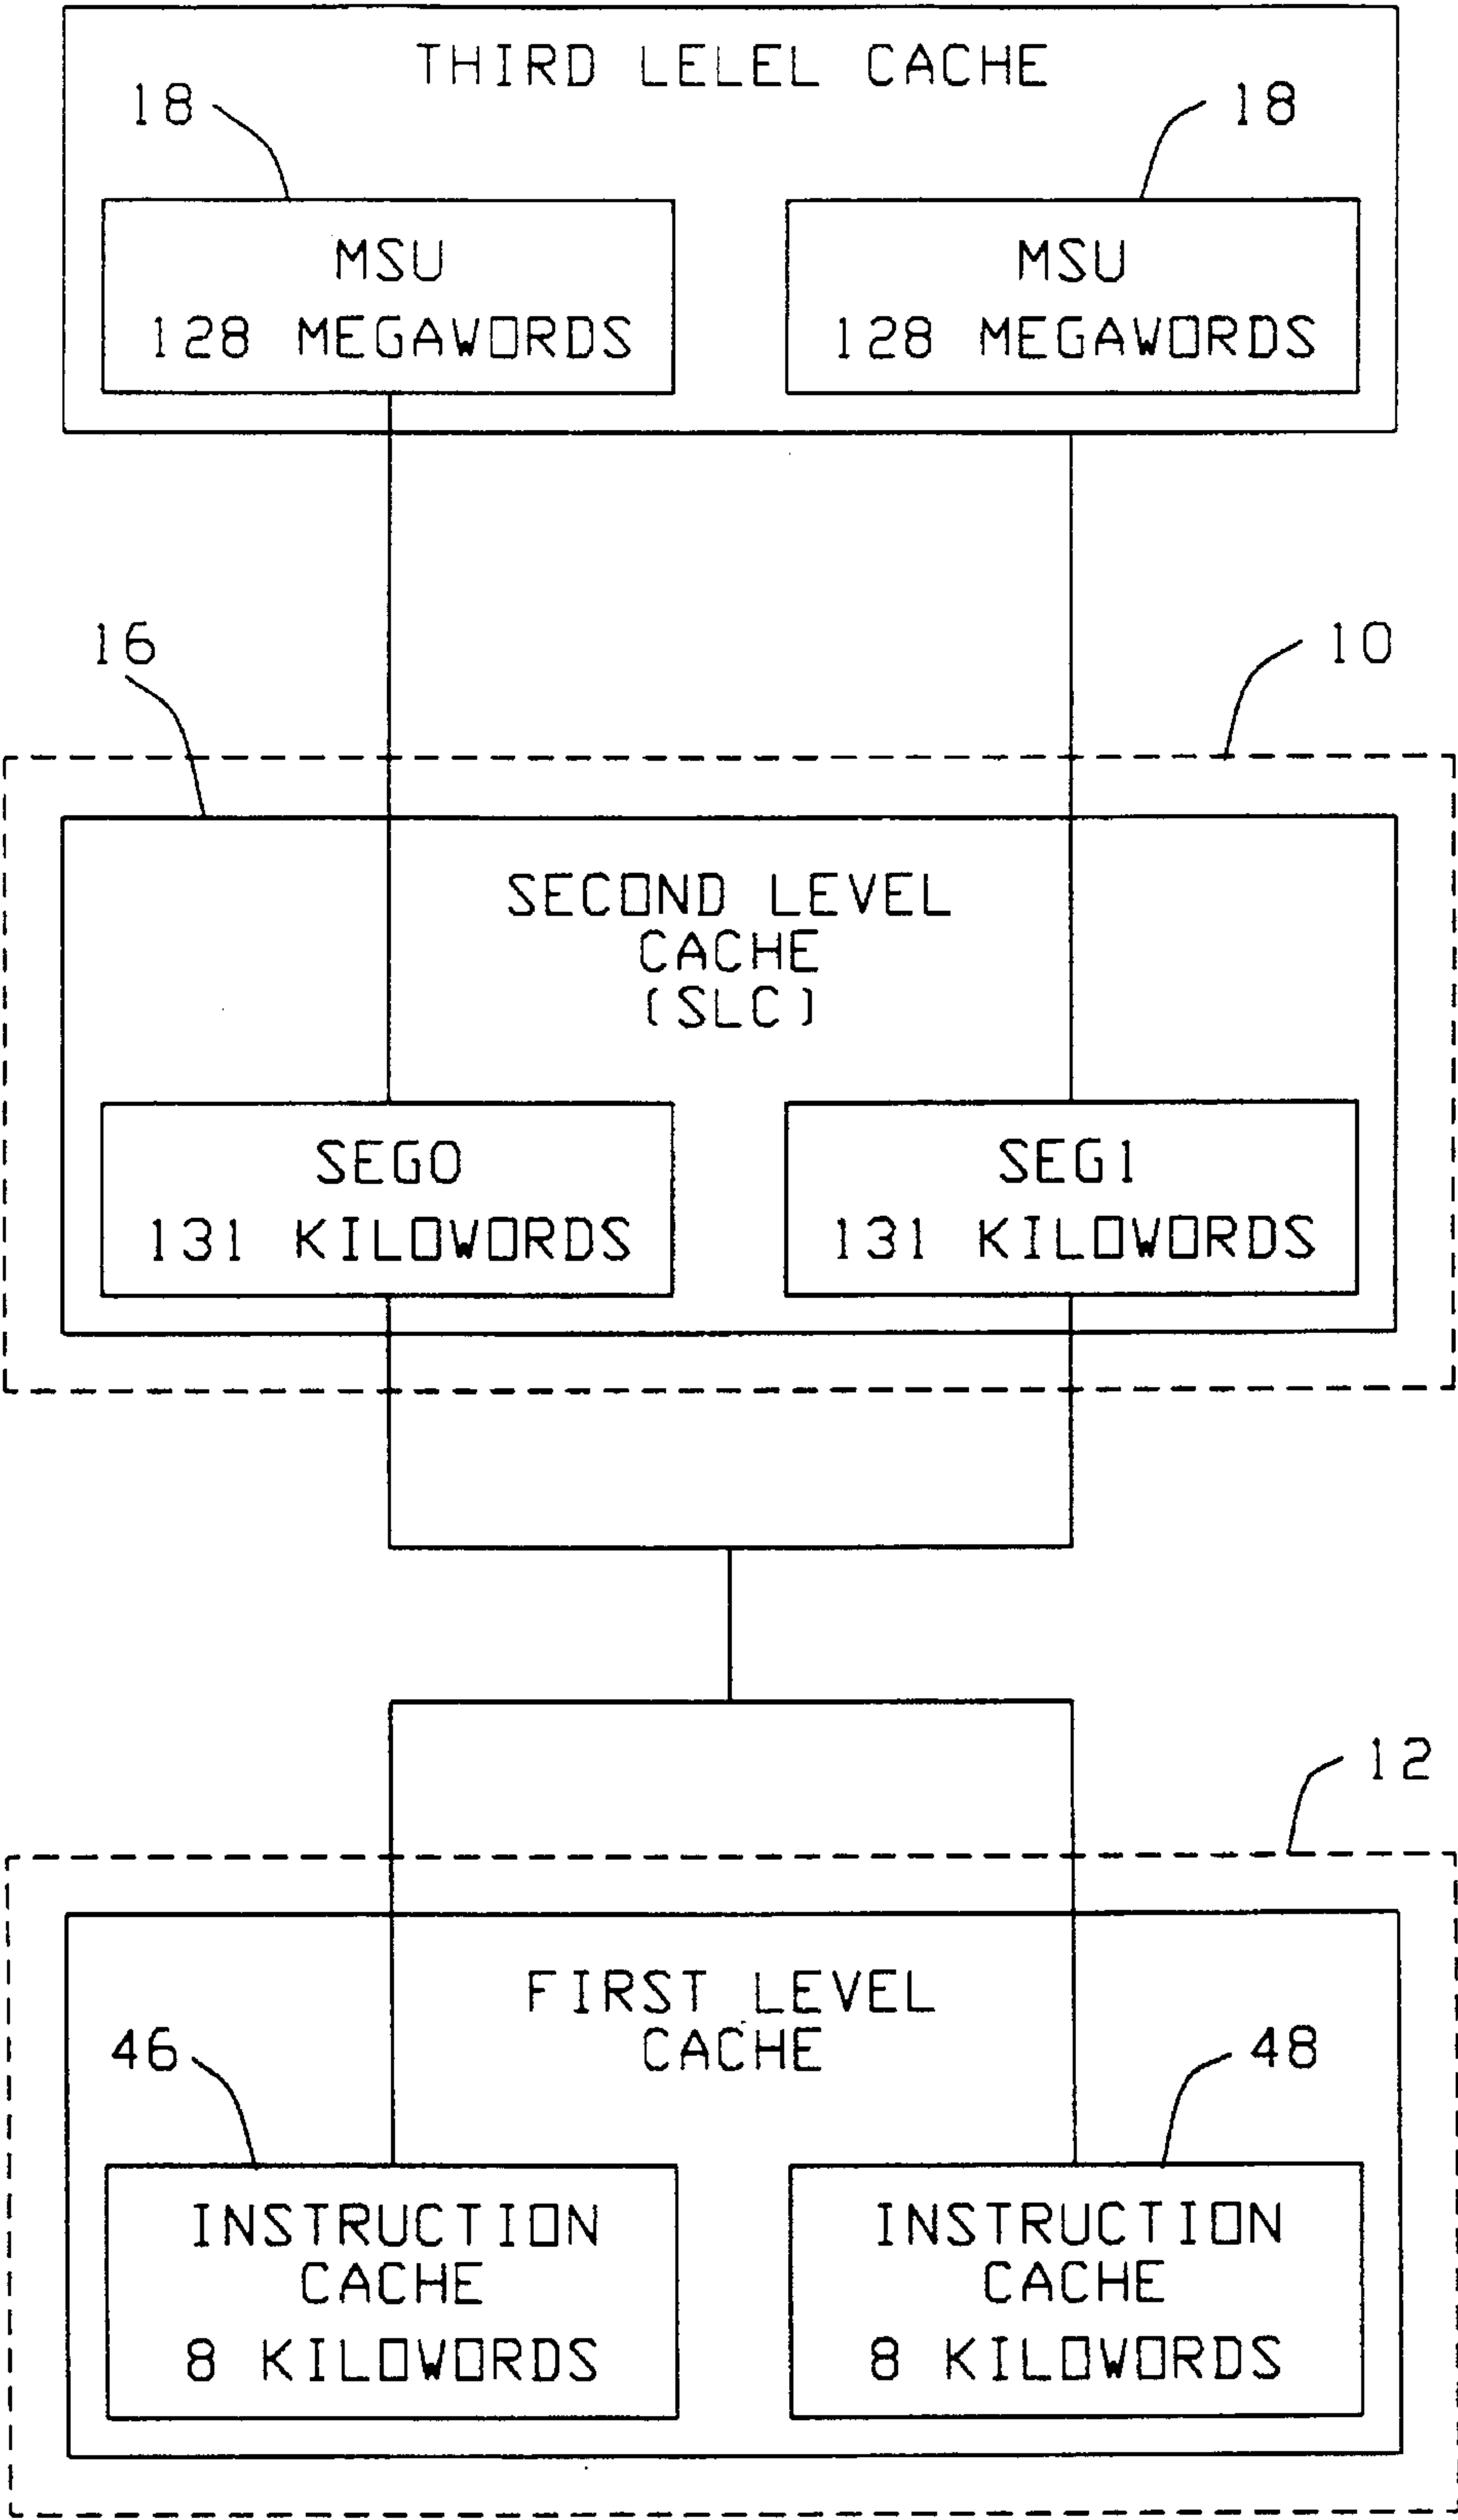 THIRD LELEL CACHE
18 18
MSU MSU
128 MEGAWORDS 128 MEGAWORDS
16 10
SECOND LEVEL
CACHE
(SLC)
SEG0 SEG1
131 KILOWORDS 131 KILOWORDS
12
FIRST LEVEL
CACHE
46 48
INSTRUCTION INSTRUCTION
CACHE CACHE
8 KILOWORDS 8 KILOWORDS